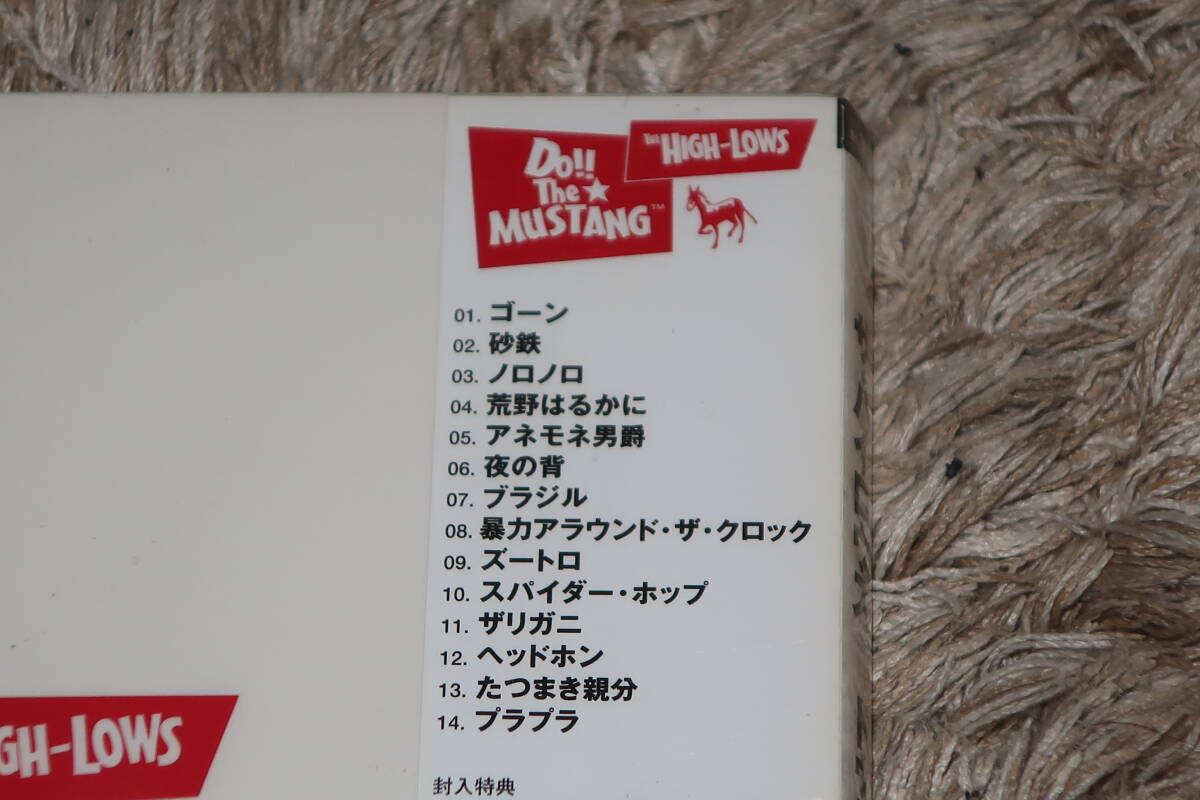 Do!!
The★
MUSTANG™
THE HIGH-LOWS
01. ゴーン
02. 砂鉄
03. ノロノロ
04. 荒野はるかに
05. アネモネ男爵
06. 夜の背
07. ブラジル
08. 暴力アラウンド・ザ・クロック
09. ズートロ
10. スパイダー・ホップ
11. ザリガニ
12. ヘッドホン
13. たつまき親分
14. プラプラ
封入特典
GH-LOWS